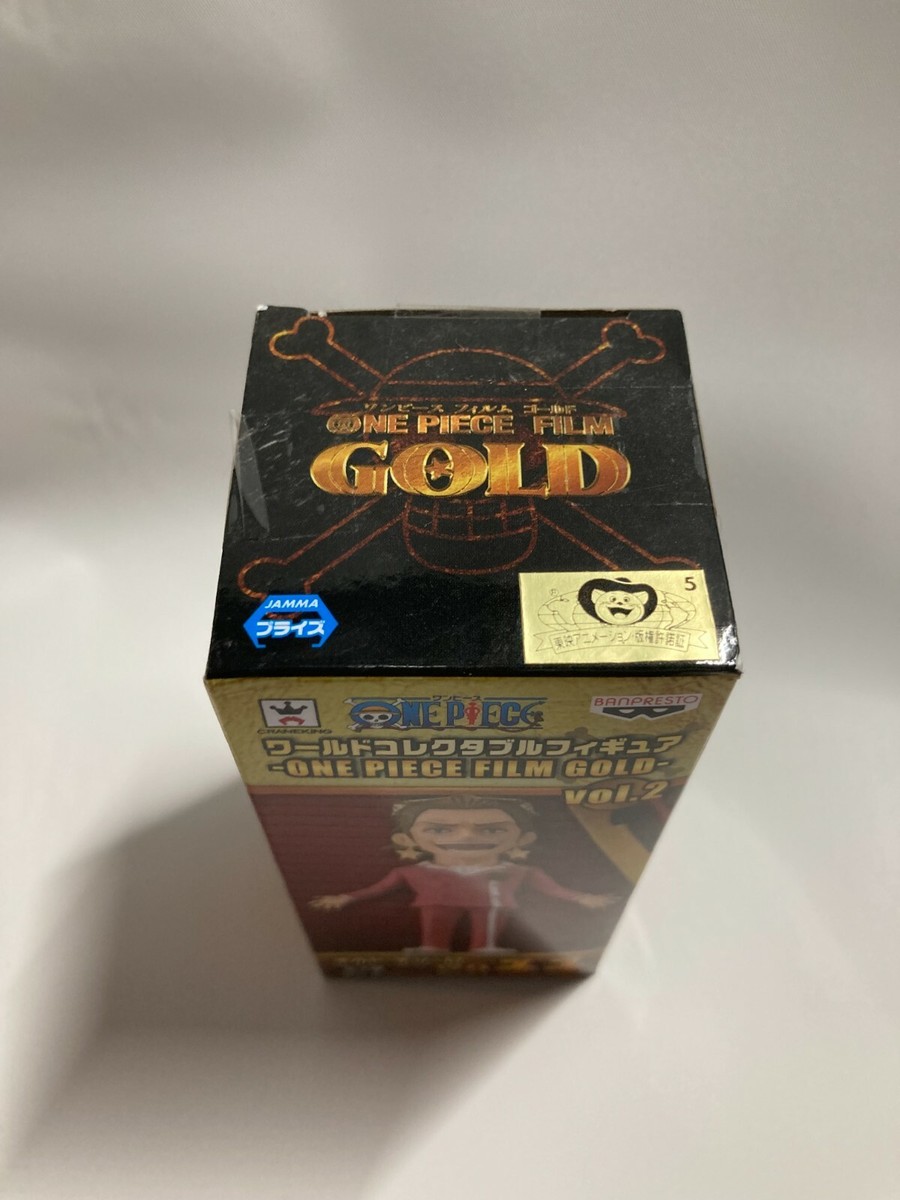 ワンピース フィルム ゴールド
ONE PIECE FILM
GOLD
JAMMA
プライズ
5
東映アニメーション・版権許諾証
CRANEKING
ワンピース
ONE PIECE
BANPRESTO
ワールドコレクタブルフィギュア
-ONE PIECE FILM GOLD-
vol.2